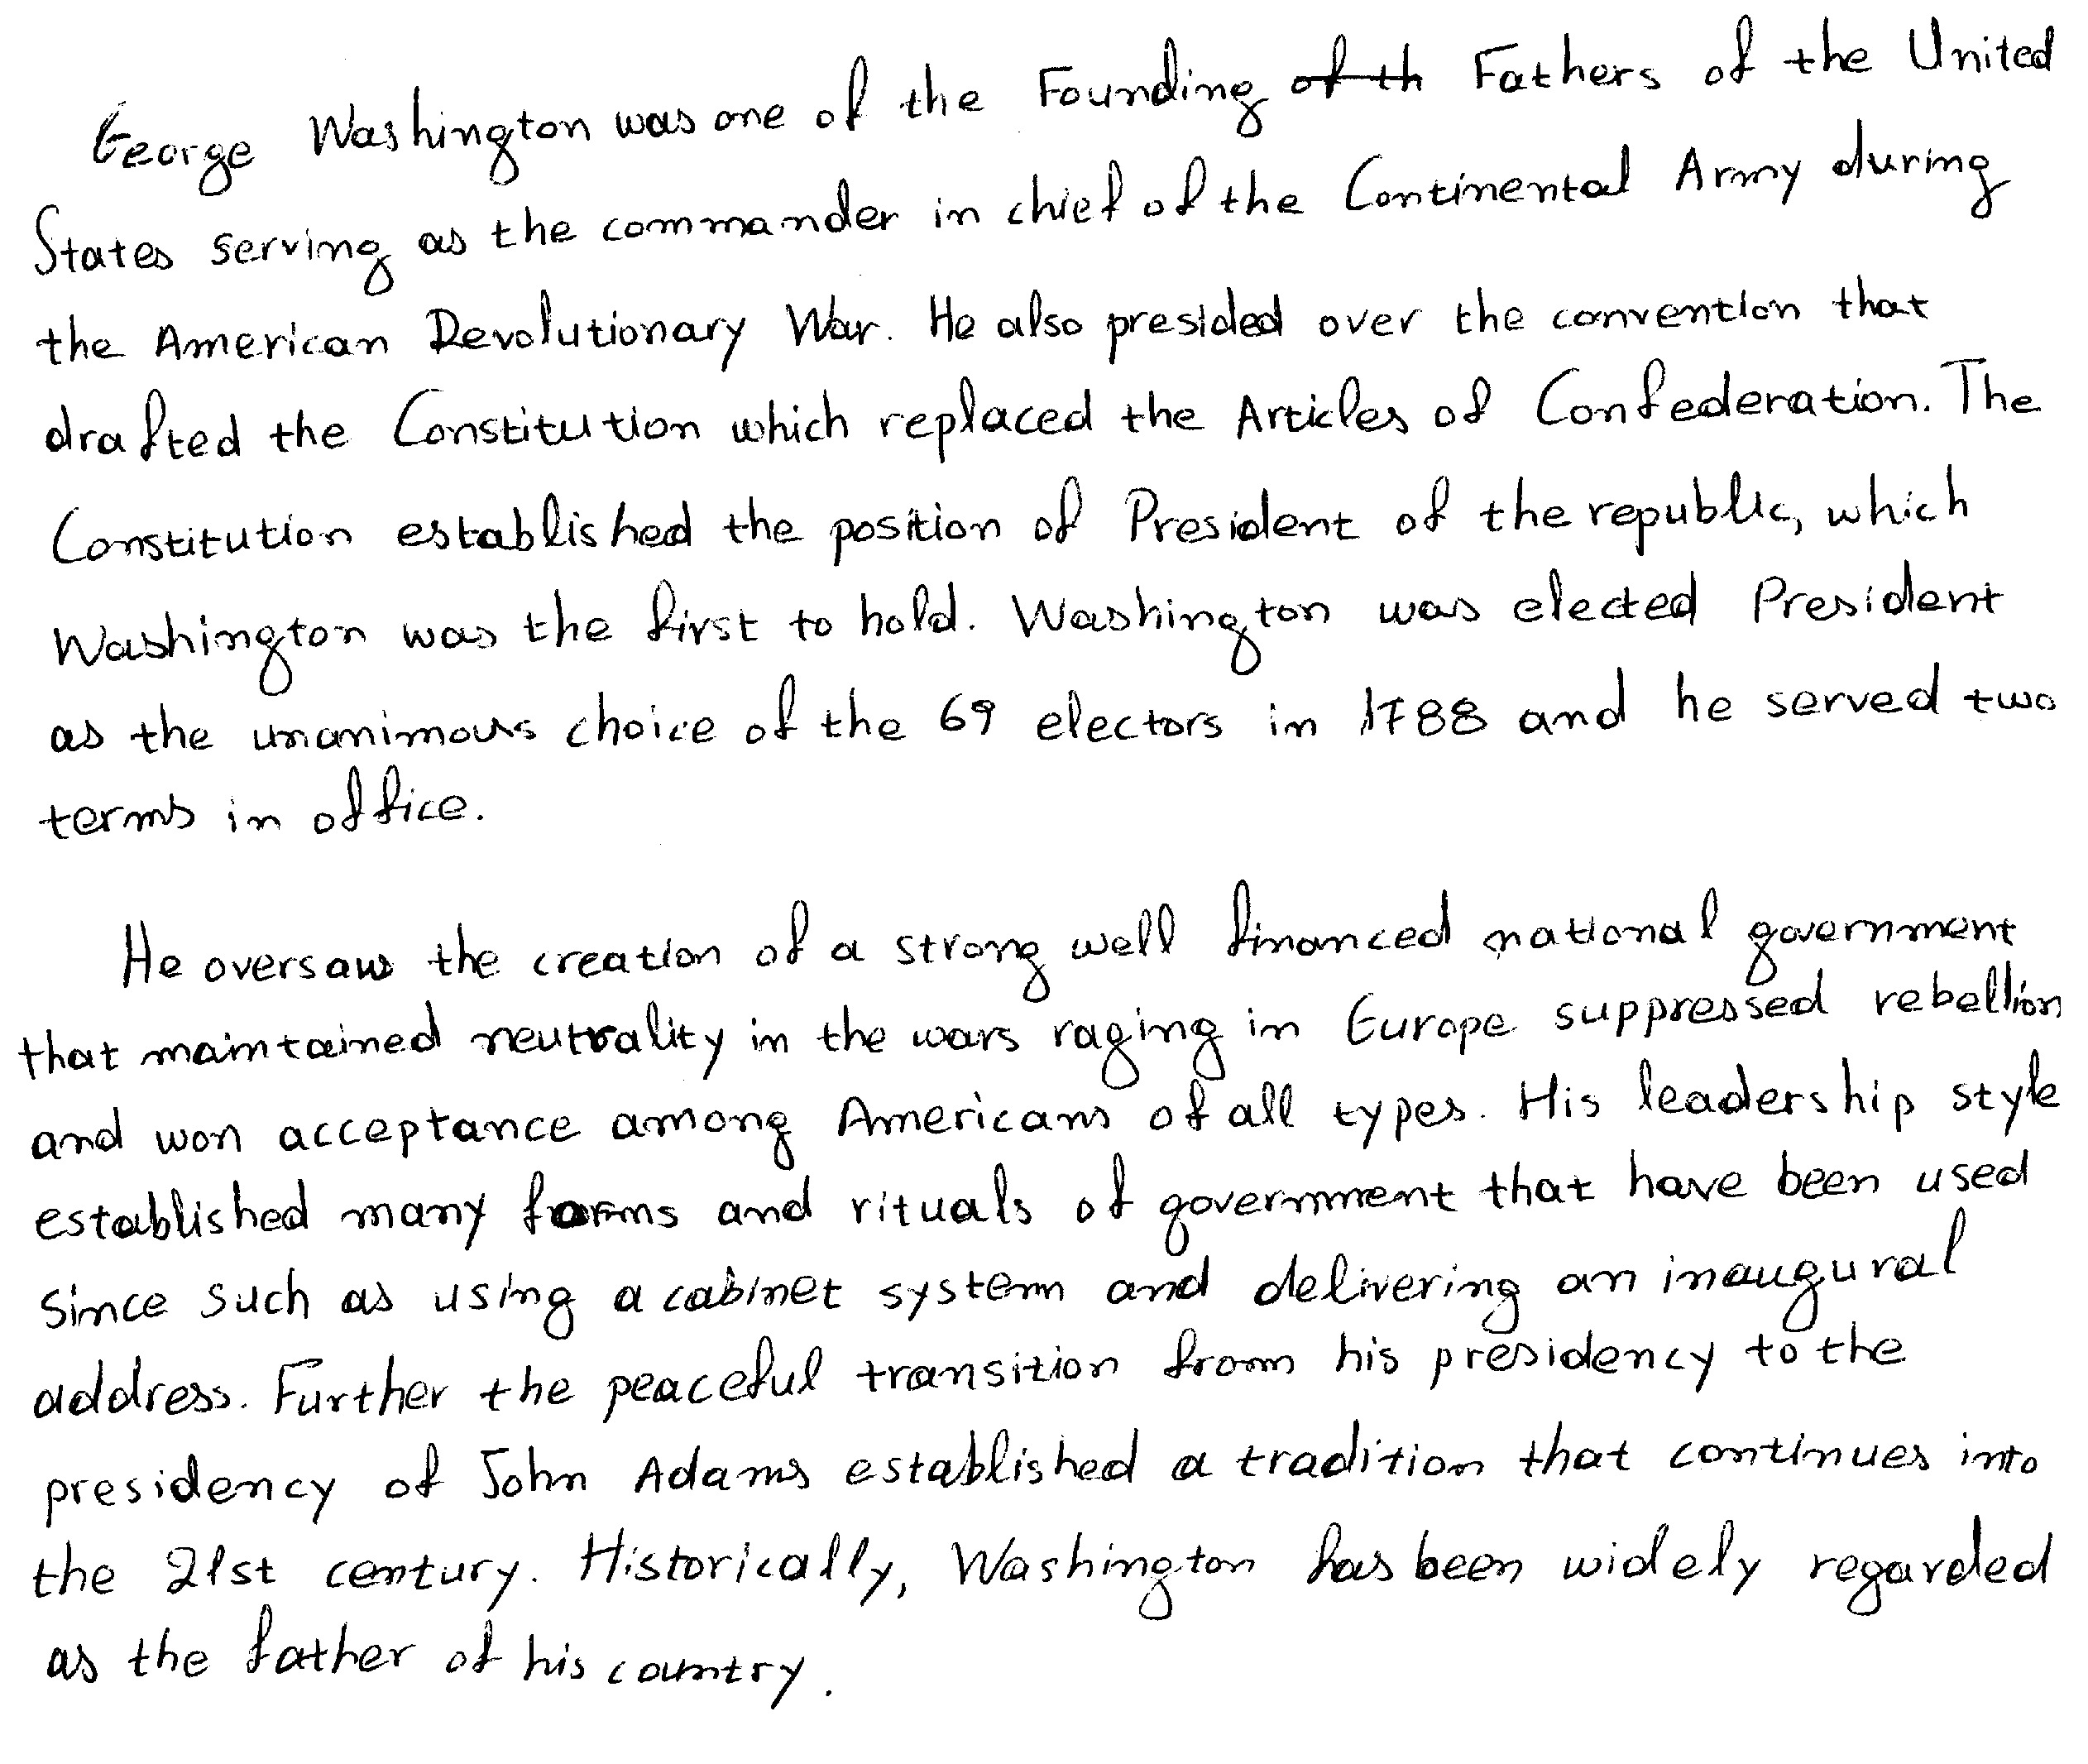 George Washington was one of the Founding of th Fathers of the United
States serving as the commander in chief of the Continental Army during
the American Revolutionary War. He also presided over the convention that
drafted the Constitution which replaced the Articles of Confederation. The
Constitution established the position of President of the republic, which
Washington was the first to hold. Washington was elected President
as the unanimous choice of the 69 electors in 1788 and he served two
terms in office.
He oversaw the creation of a strong well financed national government
that maintained neutrality in the wars raging in Europe suppressed rebellion
and won acceptance among Americans of all types. His leadership style
established many forms and rituals of government that have been used
since such as using a cabinet system and delivering an inaugural
address. Further the peaceful transition from his presidency to the
presidency of John Adams established a tradition that continues into
the 21st century. Historically, Washington has been widely regarded
as the father of his country.